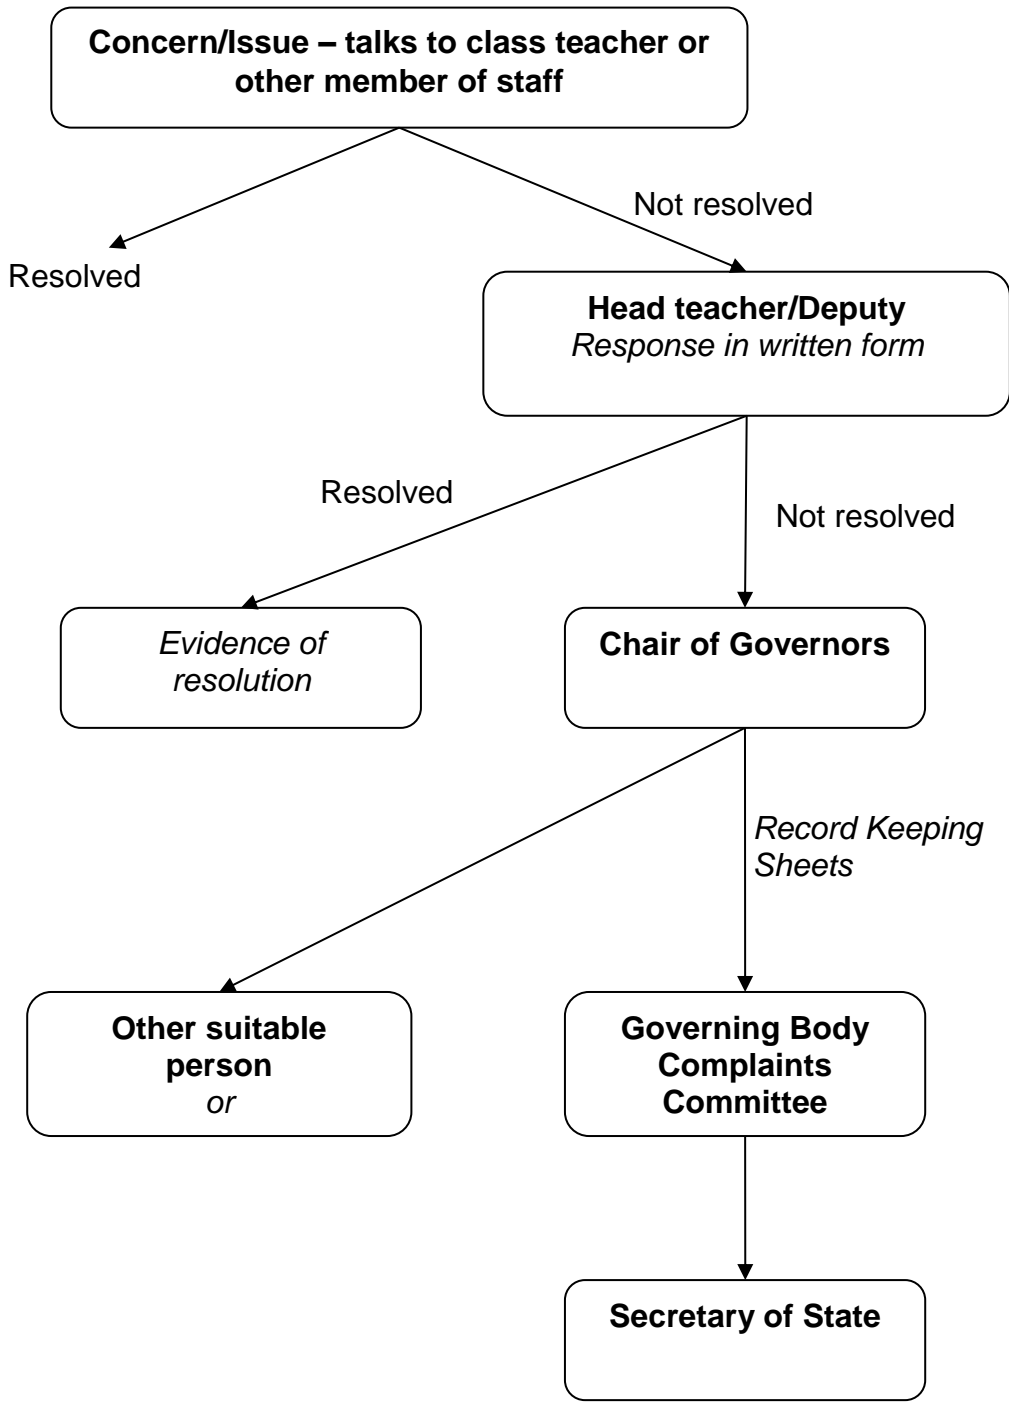 Concern/Issue – talks to class teacher or
other member of staff
Not resolved
Resolved
Head teacher/Deputy
Response in written form
Resolved
Not resolved
Evidence of
resolution
Chair of Governors
Record Keeping
Sheets
Other suitable
person
or
Governing Body
Complaints
Committee
Secretary of State